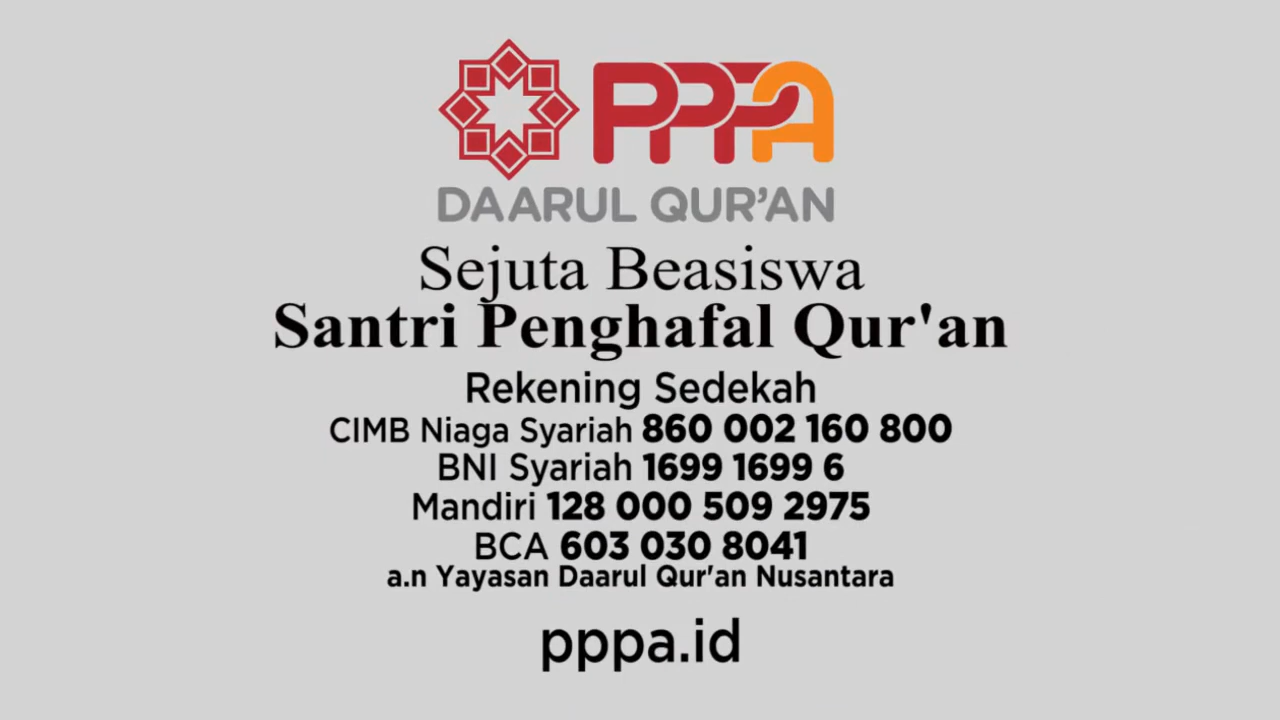 PPPA
DAARUL QUR'AN
Sejuta Beasiswa
Santri Penghafal Qur'an
Rekening Sedekah
CIMB Niaga Syariah 860 002 160 800
BNI Syariah 1699 1699 6
Mandiri 128 000 509 2975
BCA 603 030 8041
a.n Yayasan Daarul Qur'an Nusantara
pppa.id